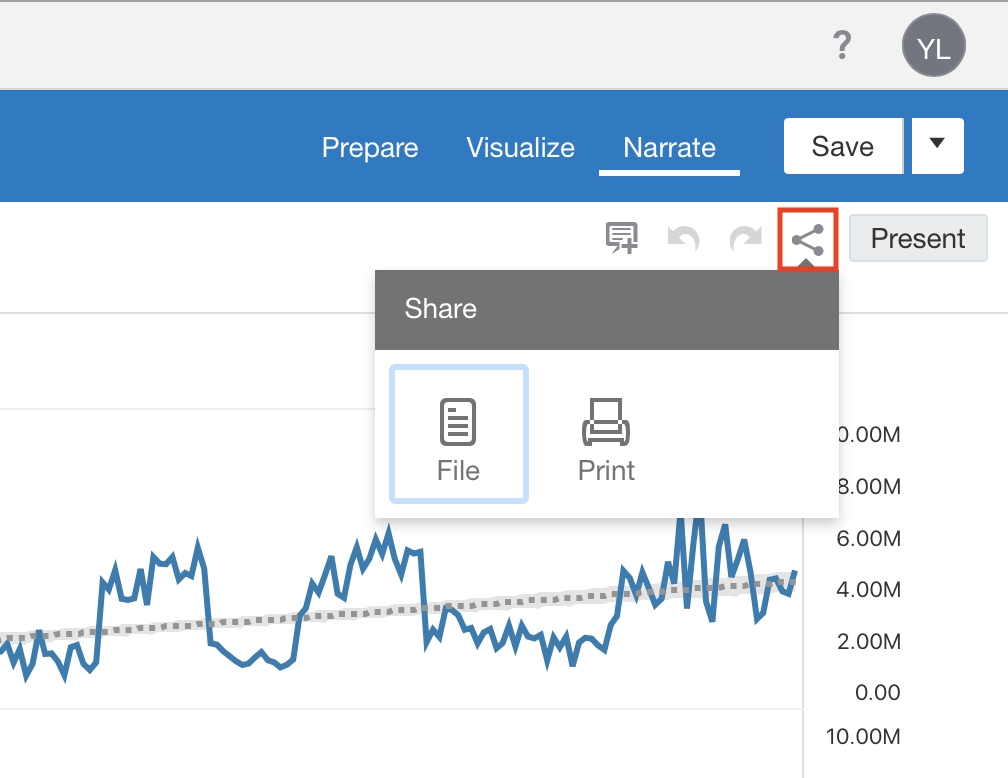 ?
YL
Prepare
Visualize
Narrate
Save
Present
Share
File
Print
0.00M
8.00M
6.00M
4.00M
2.00M
0.00
10.00M